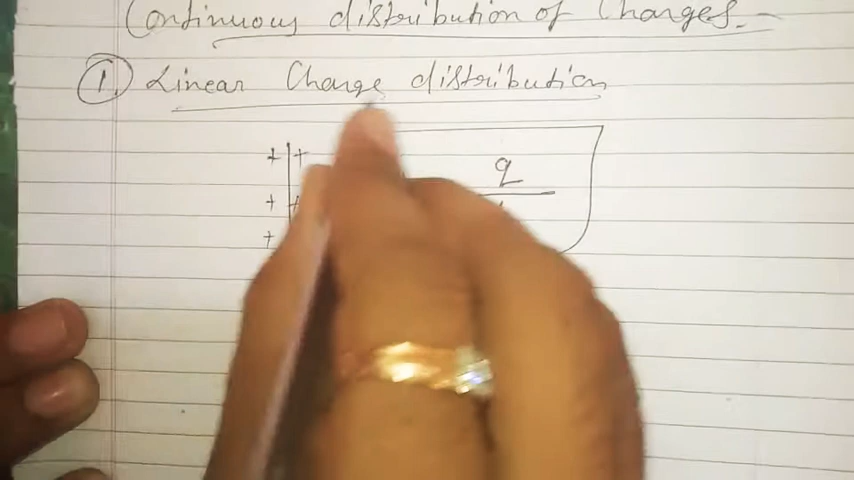 Continuous distribution of Charges.-
① Linear Charge distribution
+ +
q
+ +
+